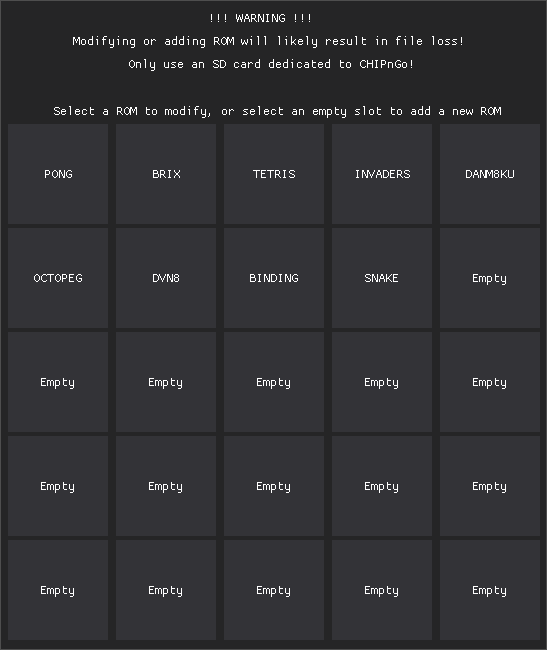 !!! WARNING !!!
Modifying or adding ROM will likely result in file loss!
Only use an SD card dedicated to CHIPnGo!
Select a ROM to modify, or select an empty slot to add a new ROM
PONG BRIX TETRIS INVADERS DANM8KU
OCTOPEG DVN8 BINDING SNAKE Empty
Empty Empty Empty Empty Empty
Empty Empty Empty Empty Empty
Empty Empty Empty Empty Empty